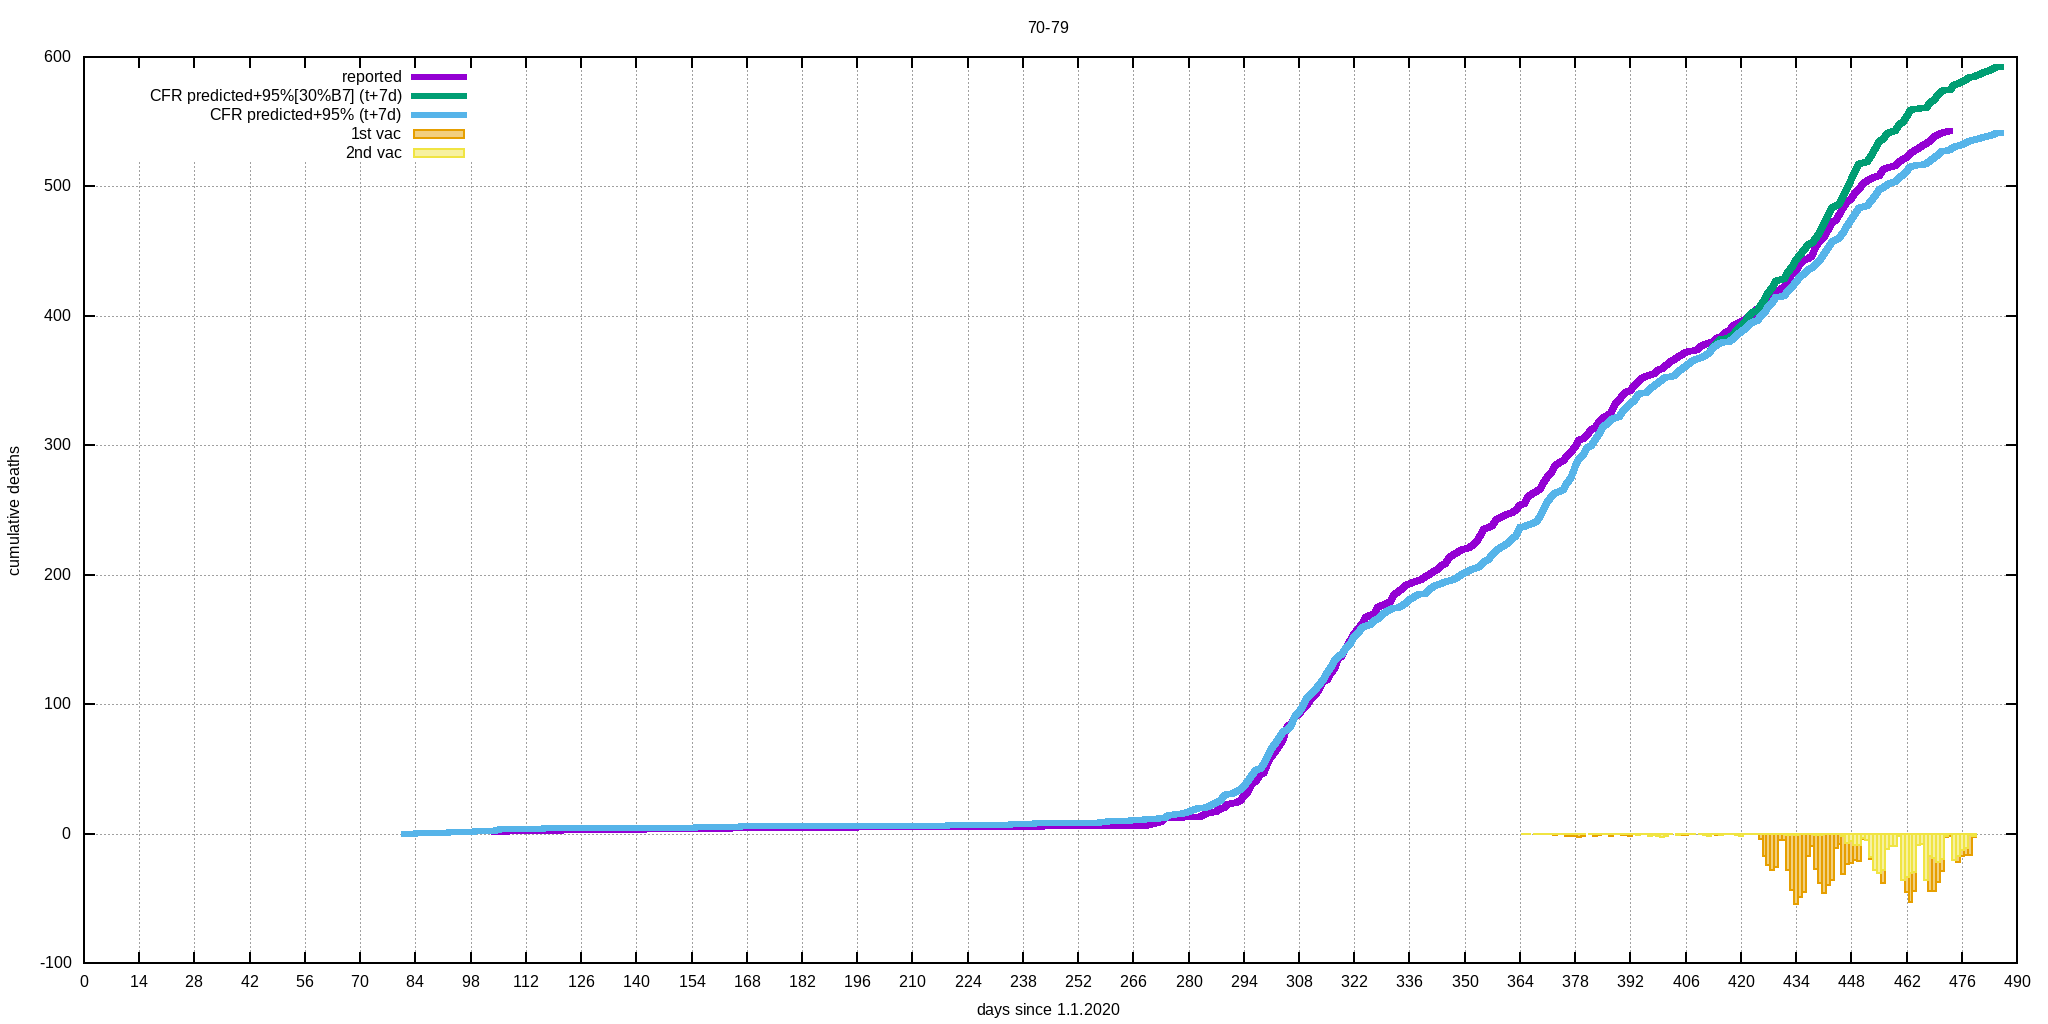 70-79
600
500
400
300
200
100
0
-100
cumulative deaths
reported
CFR predicted+95%[30%B7] (t+7d)
CFR predicted+95% (t+7d)
1st vac
2nd vac
0 14 28 42 56 70 84 98 112 126 140 154 168 182 196 210 224 238 252 266 280 294 308 322 336 350 364 378 392 406 420 434 448 462 476 490
days since 1.1.2020